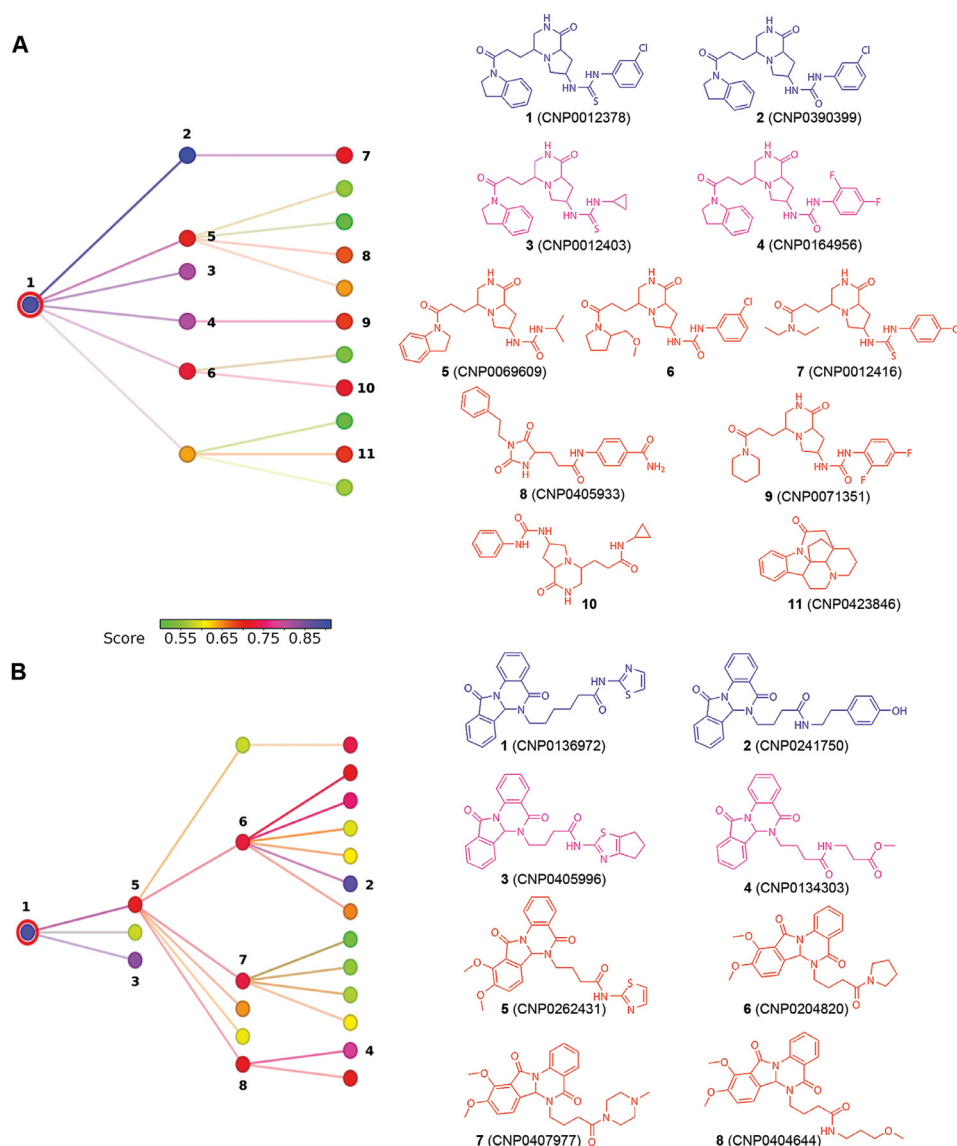 A
1
2
3
4
5
6
7
8
9
10
11
1 (CNP0012378)
2 (CNP0390399)
3 (CNP0012403)
4 (CNP0164956)
5 (CNP0069609)
6
7 (CNP0012416)
8 (CNP0405933)
9 (CNP0071351)
10
11 (CNP0423846)
Score
0.55 0.65 0.75 0.85
B
1
2
3
4
5
6
7
8
1 (CNP0136972)
2 (CNP0241750)
3 (CNP0405996)
4 (CNP0134303)
5 (CNP0262431)
6 (CNP0204820)
7 (CNP0407977)
8 (CNP0404644)